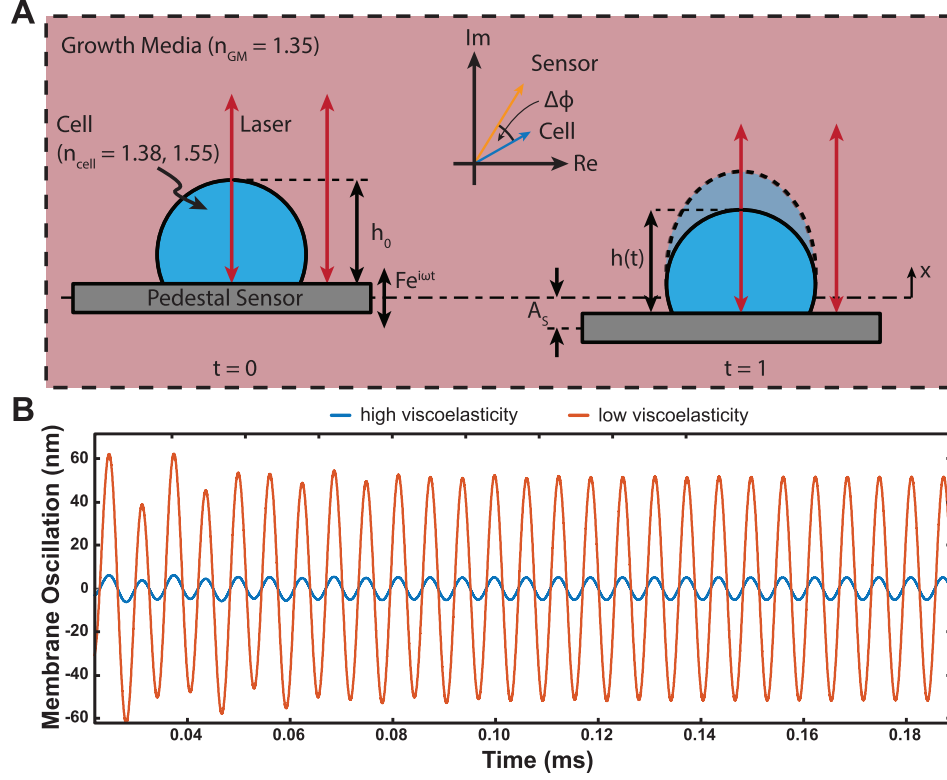 A
Growth Media (n_GM = 1.35)
Im
Sensor
Δϕ
Cell
Re
Cell
(n_cell = 1.38, 1.55)
Laser
h_0
Fe^iωt
Pedestal Sensor
h(t)
x
A_S
t = 0
t = 1
B
high viscoelasticity
low viscoelasticity
Membrane Oscillation (nm)
60
40
20
0
-20
-40
-60
0.04
0.06
0.08
0.10
0.12
0.14
0.16
0.18
Time (ms)